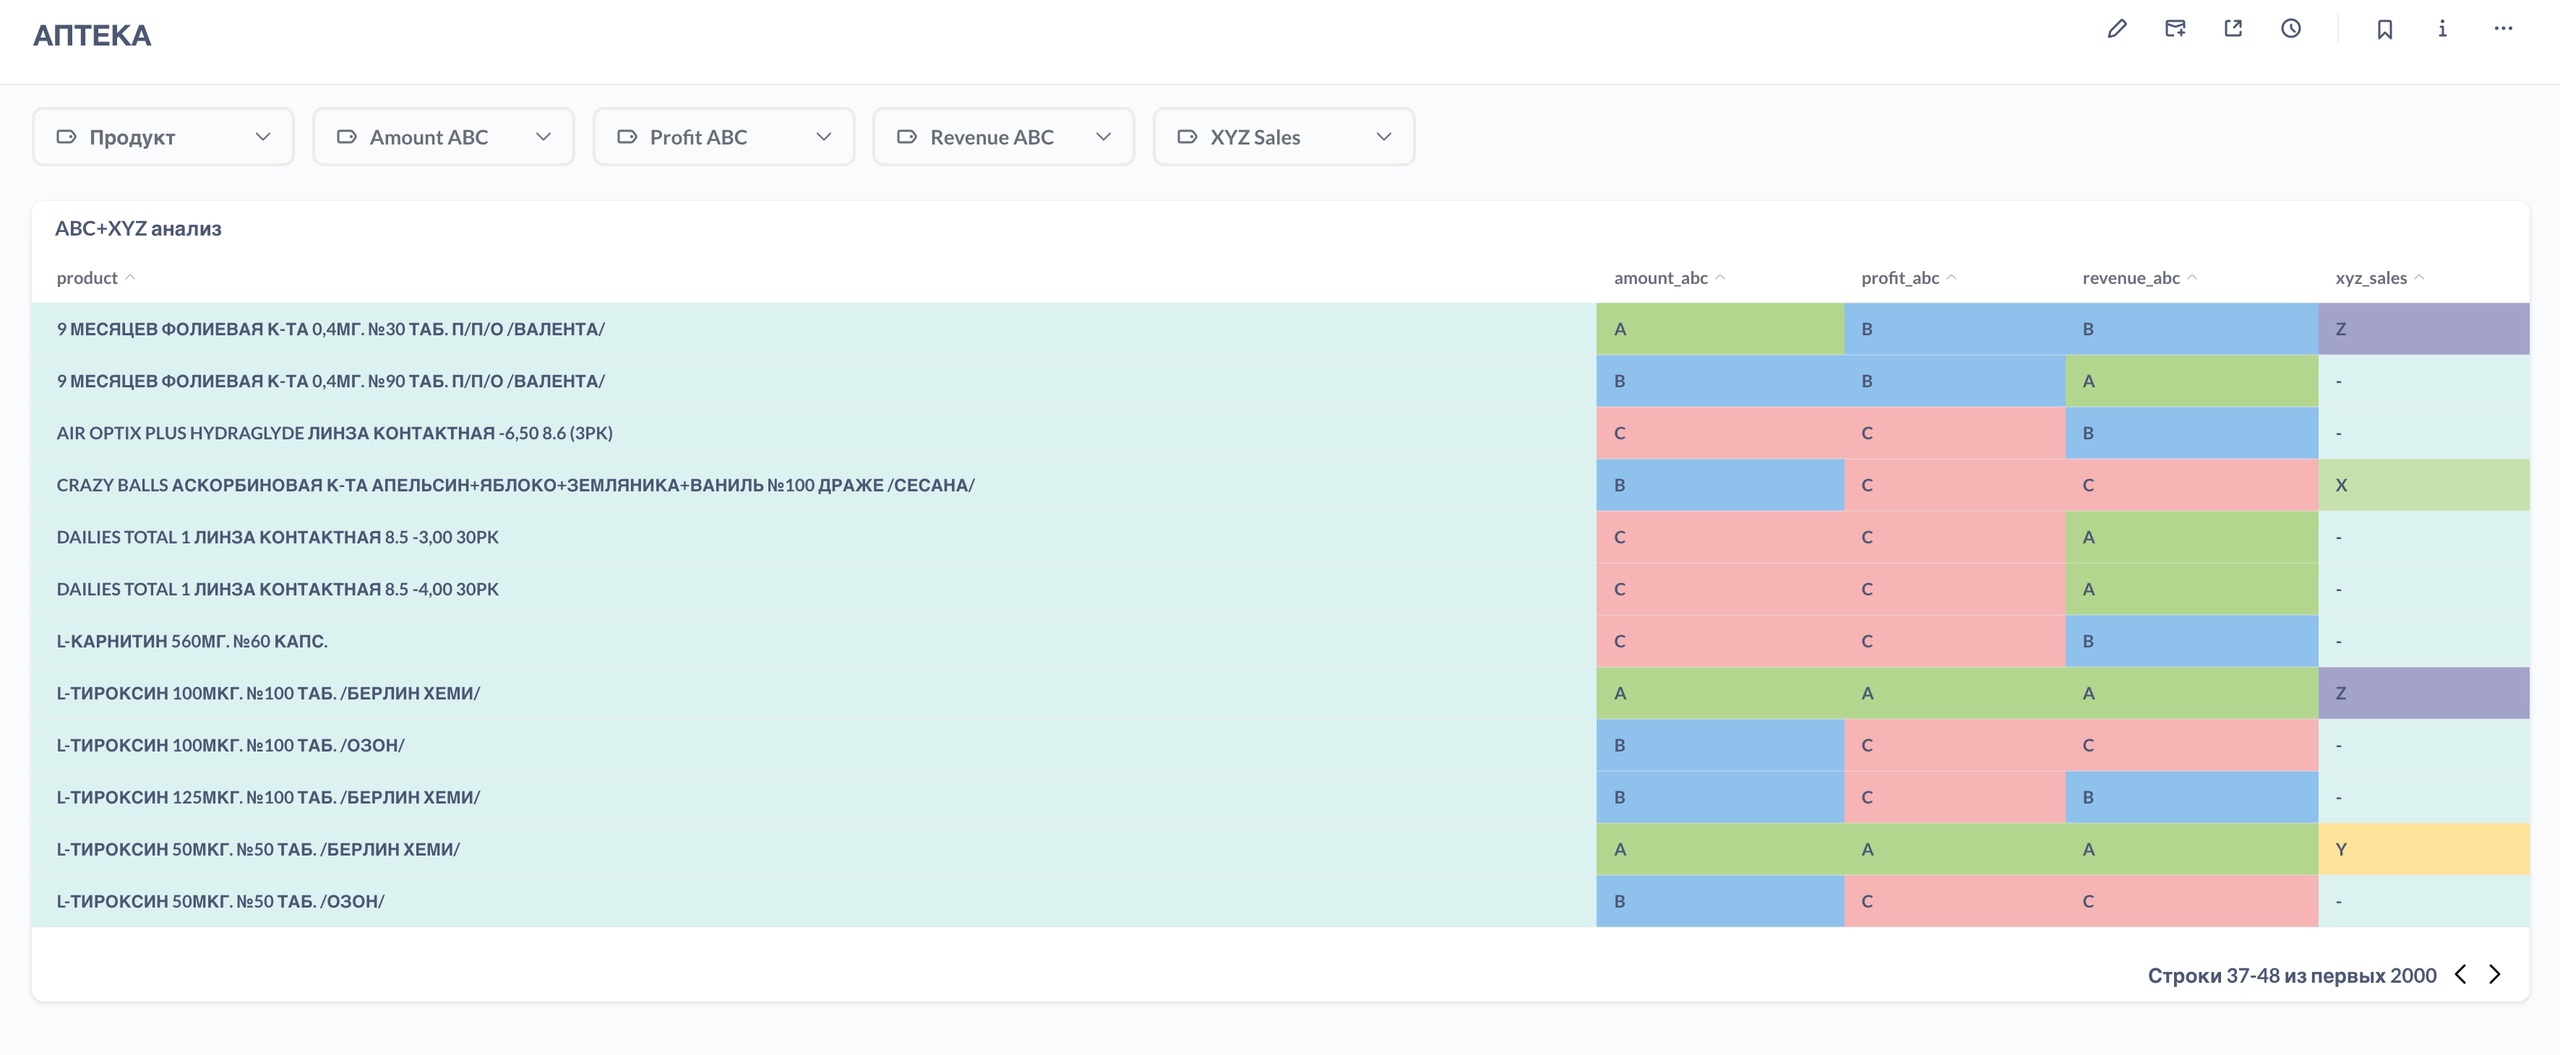 АПТЕКА
Продукт
Amount ABC
Profit ABC
Revenue ABC
XYZ Sales
ABC+XYZ анализ
product amount_abc profit_abc revenue_abc xyz_sales
9 МЕСЯЦЕВ ФОЛИЕВАЯ К-ТА 0,4МГ. №30 ТАБ. П/П/О /ВАЛЕНТА/ A B B Z
9 МЕСЯЦЕВ ФОЛИЕВАЯ К-ТА 0,4МГ. №90 ТАБ. П/П/О /ВАЛЕНТА/ B B A -
AIR OPTIX PLUS HYDRAGLYDE ЛИНЗА КОНТАКТНАЯ -6,50 8.6 (3PK) C C B -
CRAZY BALLS АСКОРБИНОВАЯ К-ТА АПЕЛЬСИН+ЯБЛОКО+ЗЕМЛЯНИКА+ВАНИЛЬ №100 ДРАЖЕ /СЕСАНА/ B C C X
DAILIES TOTAL 1 ЛИНЗА КОНТАКТНАЯ 8.5 -3,00 30PK C C A -
DAILIES TOTAL 1 ЛИНЗА КОНТАКТНАЯ 8.5 -4,00 30PK C C A -
L-КАРНИТИН 560МГ. №60 КАПС. C C B -
L-ТИРОКСИН 100МКГ. №100 ТАБ. /БЕРЛИН ХЕМИ/ A A A Z
L-ТИРОКСИН 100МКГ. №100 ТАБ. /ОЗОН/ B C C -
L-ТИРОКСИН 125МКГ. №100 ТАБ. /БЕРЛИН ХЕМИ/ B C B -
L-ТИРОКСИН 50МКГ. №50 ТАБ. /БЕРЛИН ХЕМИ/ A A A Y
L-ТИРОКСИН 50МКГ. №50 ТАБ. /ОЗОН/ B C C -
Строки 37-48 из первых 2000